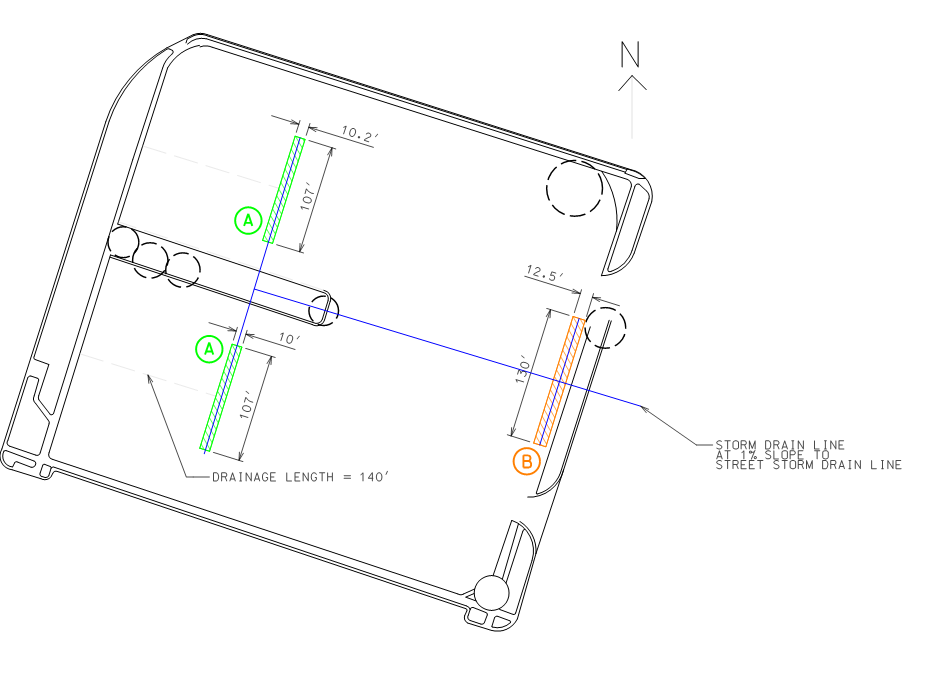 N
10.2'
107'
A
12.5'
10'
A
130'
107'
STORM DRAIN LINE
AT 1% SLOPE TO
STREET STORM DRAIN LINE
B
DRAINAGE LENGTH = 140'